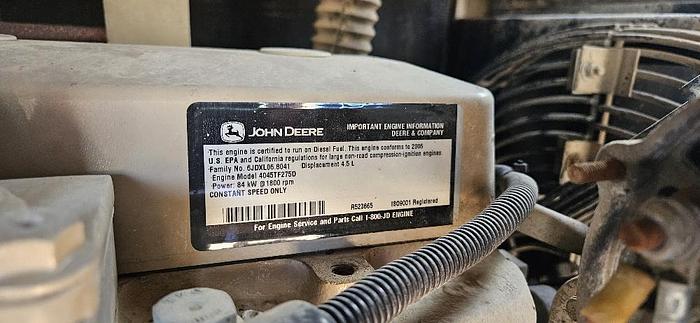 JOHN DEERE
IMPORTANT ENGINE INFORMATION
DEERE & COMPANY
This engine is certified to run on Diesel Fuel. This engine conforms to 2006
U.S. EPA and California regulations for large non-road compression-ignition engines.
Family No. 6JDXL06.8041 Displacement 4.5 L
Engine Model 4045TF275D
Power: 84 kW @1800 rpm
CONSTANT SPEED ONLY
R523665 ISO9001 Registered
For Engine Service and Parts Call 1-800-JD ENGINE